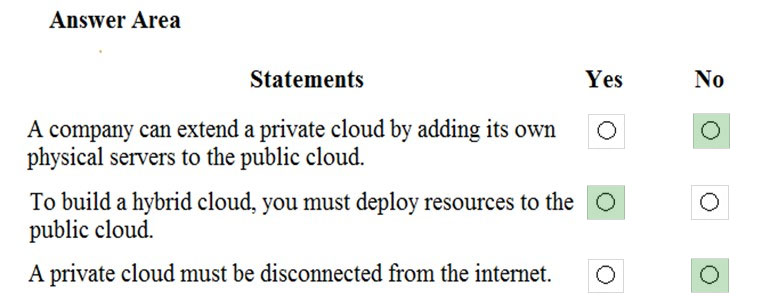 Answer Area
Statements Yes No
A company can extend a private cloud by adding its own
physical servers to the public cloud.
To build a hybrid cloud, you must deploy resources to the
public cloud.
A private cloud must be disconnected from the internet.